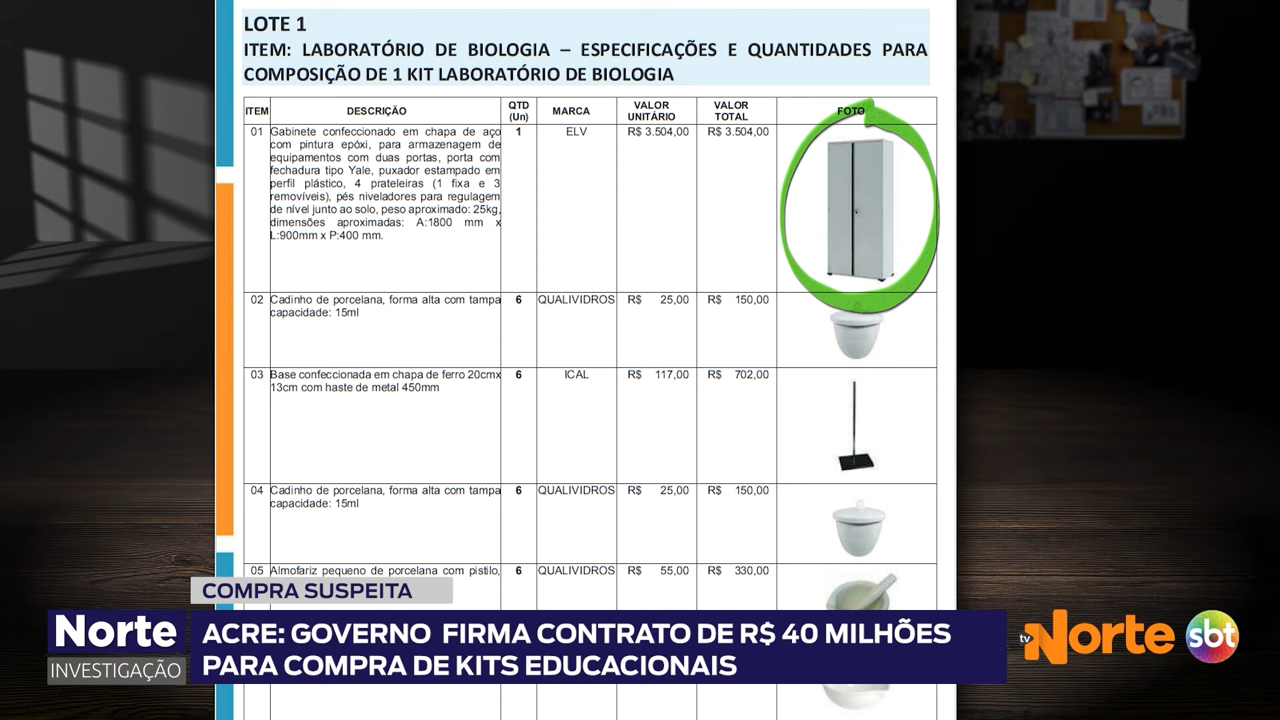 LOTE 1
ITEM: LABORATÓRIO DE BIOLOGIA – ESPECIFICAÇÕES E QUANTIDADES PARA
COMPOSIÇÃO DE 1 KIT LABORATÓRIO DE BIOLOGIA
ITEM DESCRIÇÃO QTD (Un) MARCA VALOR UNITÁRIO VALOR TOTAL FOTO
01 Gabinete confeccionado em chapa de aço 1 ELV R$ 3.504,00 R$ 3.504,00
com pintura epóxi, para armazenagem de
equipamentos com duas portas, porta com
fechadura tipo Yale, puxador estampado em
perfil plástico, 4 prateleiras (1 fixa e 3
removíveis), pés niveladores para regulagem
de nível junto ao solo, peso aproximado: 25kg,
dimensões aproximadas: A:1800 mm x
L:900mm x P:400 mm.
02 Cadinho de porcelana, forma alta com tampa 6 QUALIVIDROS R$ 25,00 R$ 150,00
capacidade: 15ml
03 Base confeccionada em chapa de ferro 20cmx 6 ICAL R$ 117,00 R$ 702,00
13cm com haste de metal 450mm
04 Cadinho de porcelana, forma alta com tampa 6 QUALIVIDROS R$ 25,00 R$ 150,00
capacidade: 15ml
05 Almofariz pequeno de porcelana com pistilo, 6 QUALIVIDROS R$ 55,00 R$ 330,00
COMPRA SUSPEITA
Norte
INVESTIGAÇÃO
ACRE: GOVERNO FIRMA CONTRATO DE R$ 40 MILHÕES
PARA COMPRA DE KITS EDUCACIONAIS
tv Norte sbt